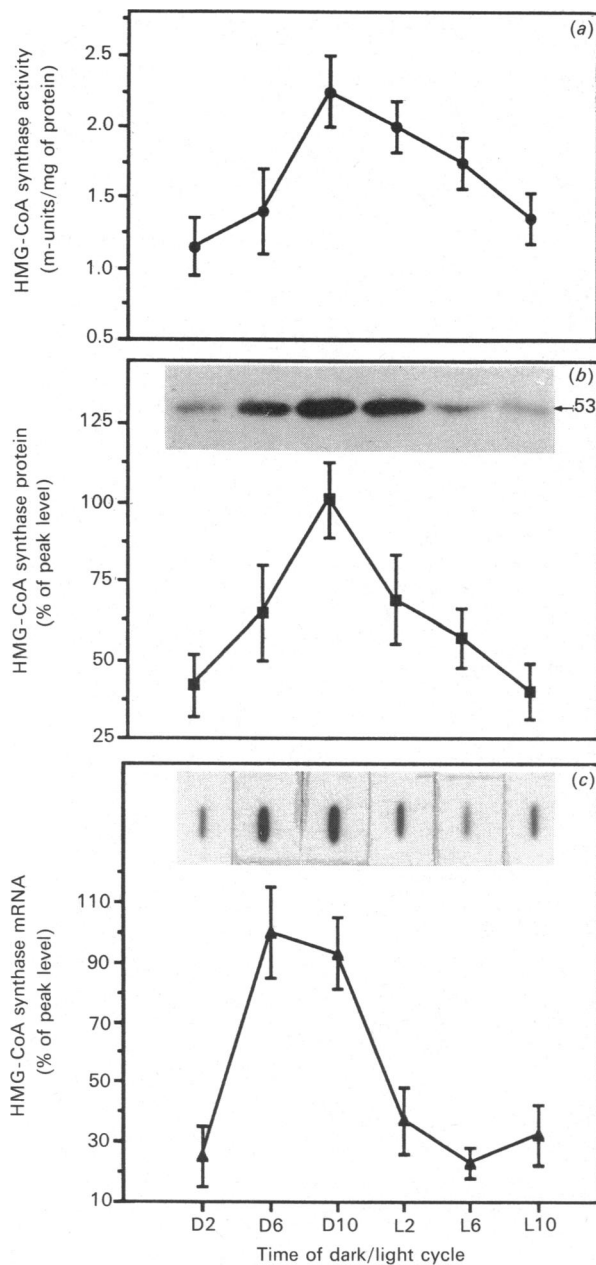 (a)
HMG-CoA synthase activity
(m-units/mg of protein)
2.5
2.0
1.5
1.0
0.5
(b)
53
HMG-CoA synthase protein
(% of peak level)
125
100
75
50
25
(c)
HMG-CoA synthase mRNA
(% of peak level)
110
90
70
50
30
10
D2 D6 D10 L2 L6 L10
Time of dark/light cycle